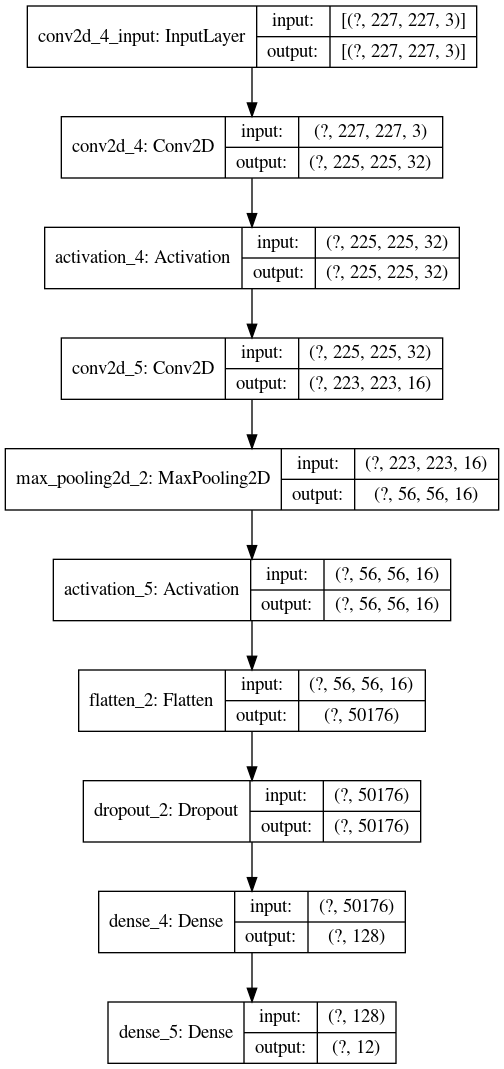 conv2d_4_input: InputLayer
input:
[(?, 227, 227, 3)]
output:
[(?, 227, 227, 3)]
conv2d_4: Conv2D
input:
(?, 227, 227, 3)
output:
(?, 225, 225, 32)
activation_4: Activation
input:
(?, 225, 225, 32)
output:
(?, 225, 225, 32)
conv2d_5: Conv2D
input:
(?, 225, 225, 32)
output:
(?, 223, 223, 16)
max_pooling2d_2: MaxPooling2D
input:
(?, 223, 223, 16)
output:
(?, 56, 56, 16)
activation_5: Activation
input:
(?, 56, 56, 16)
output:
(?, 56, 56, 16)
flatten_2: Flatten
input:
(?, 56, 56, 16)
output:
(?, 50176)
dropout_2: Dropout
input:
(?, 50176)
output:
(?, 50176)
dense_4: Dense
input:
(?, 50176)
output:
(?, 128)
dense_5: Dense
input:
(?, 128)
output:
(?, 12)